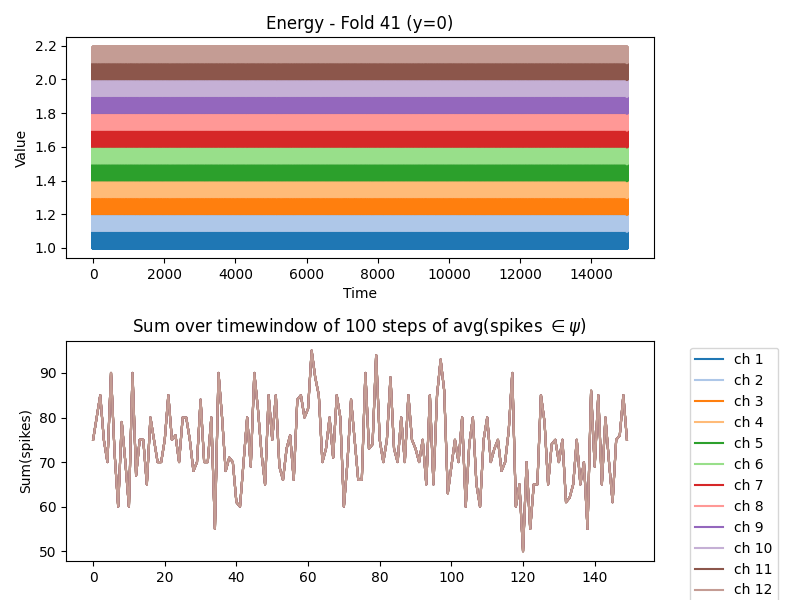 Energy - Fold 41 (y=0)
2.2
2.0
1.8
1.6
1.4
1.2
1.0
Value
0 2000 4000 6000 8000 10000 12000 14000
Time
Sum over timewindow of 100 steps of avg(spikes ∈ψ)
90
80
70
60
50
Sum(spikes)
0 20 40 60 80 100 120 140
ch 1
ch 2
ch 3
ch 4
ch 5
ch 6
ch 7
ch 8
ch 9
ch 10
ch 11
ch 12